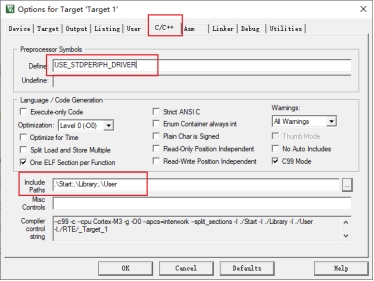 Options for Target 'Target 1'
Device | Target | Output | Listing | User | C/C++ | Asm | Linker | Debug | Utilities
Preprocessor Symbols
Define: USE_STDPERIPH_DRIVER
Undefine:
Language / Code Generation
Execute-only Code
Strict ANSI C
Warnings:
Optimization: Level 0 (-O0)
Enum Container always int
All Warnings
Optimize for Time
Plain Char is Signed
Thumb Mode
Split Load and Store Multiple
Read-Only Position Independent
No Auto Includes
One ELF Section per Function
Read-Write Position Independent
C99 Mode
Include Paths
.\Start;.\Library;.\User
...
Misc Controls
Compiler control string
--c99 -c --cpu Cortex-M3 -g -O0 --apcs=interwork --split_sections -I ./Start -I ./Library -I ./User
-I./RTE/_Target_1
OK
Cancel
Defaults
Help